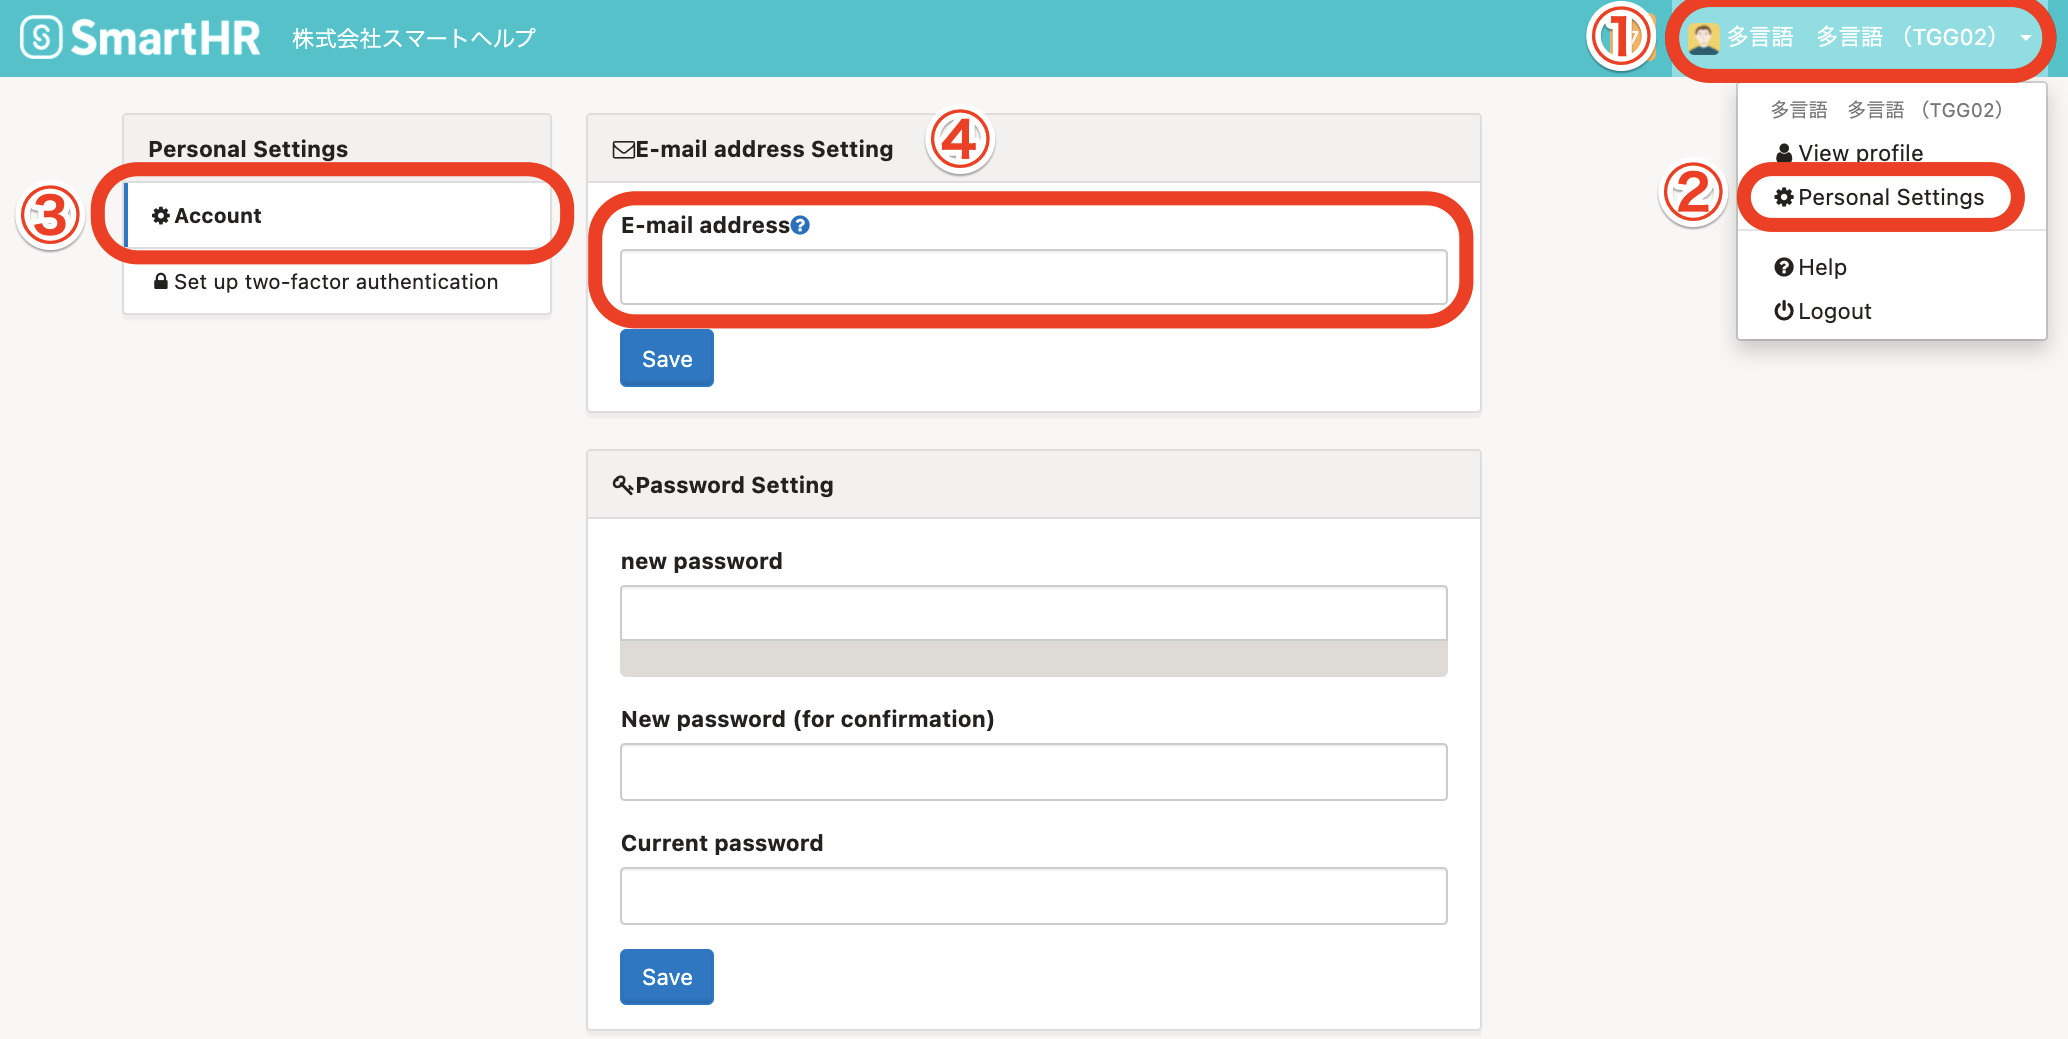 SmartHR 株式会社スマートヘルプ ① 多言語 多言語 (TGG02)
多言語 多言語 (TGG02)
View profile
② Personal Settings
Help
Logout
Personal Settings
③ Account
Set up two-factor authentication
E-mail address Setting ④
E-mail address
Save
Password Setting
new password
New password (for confirmation)
Current password
Save